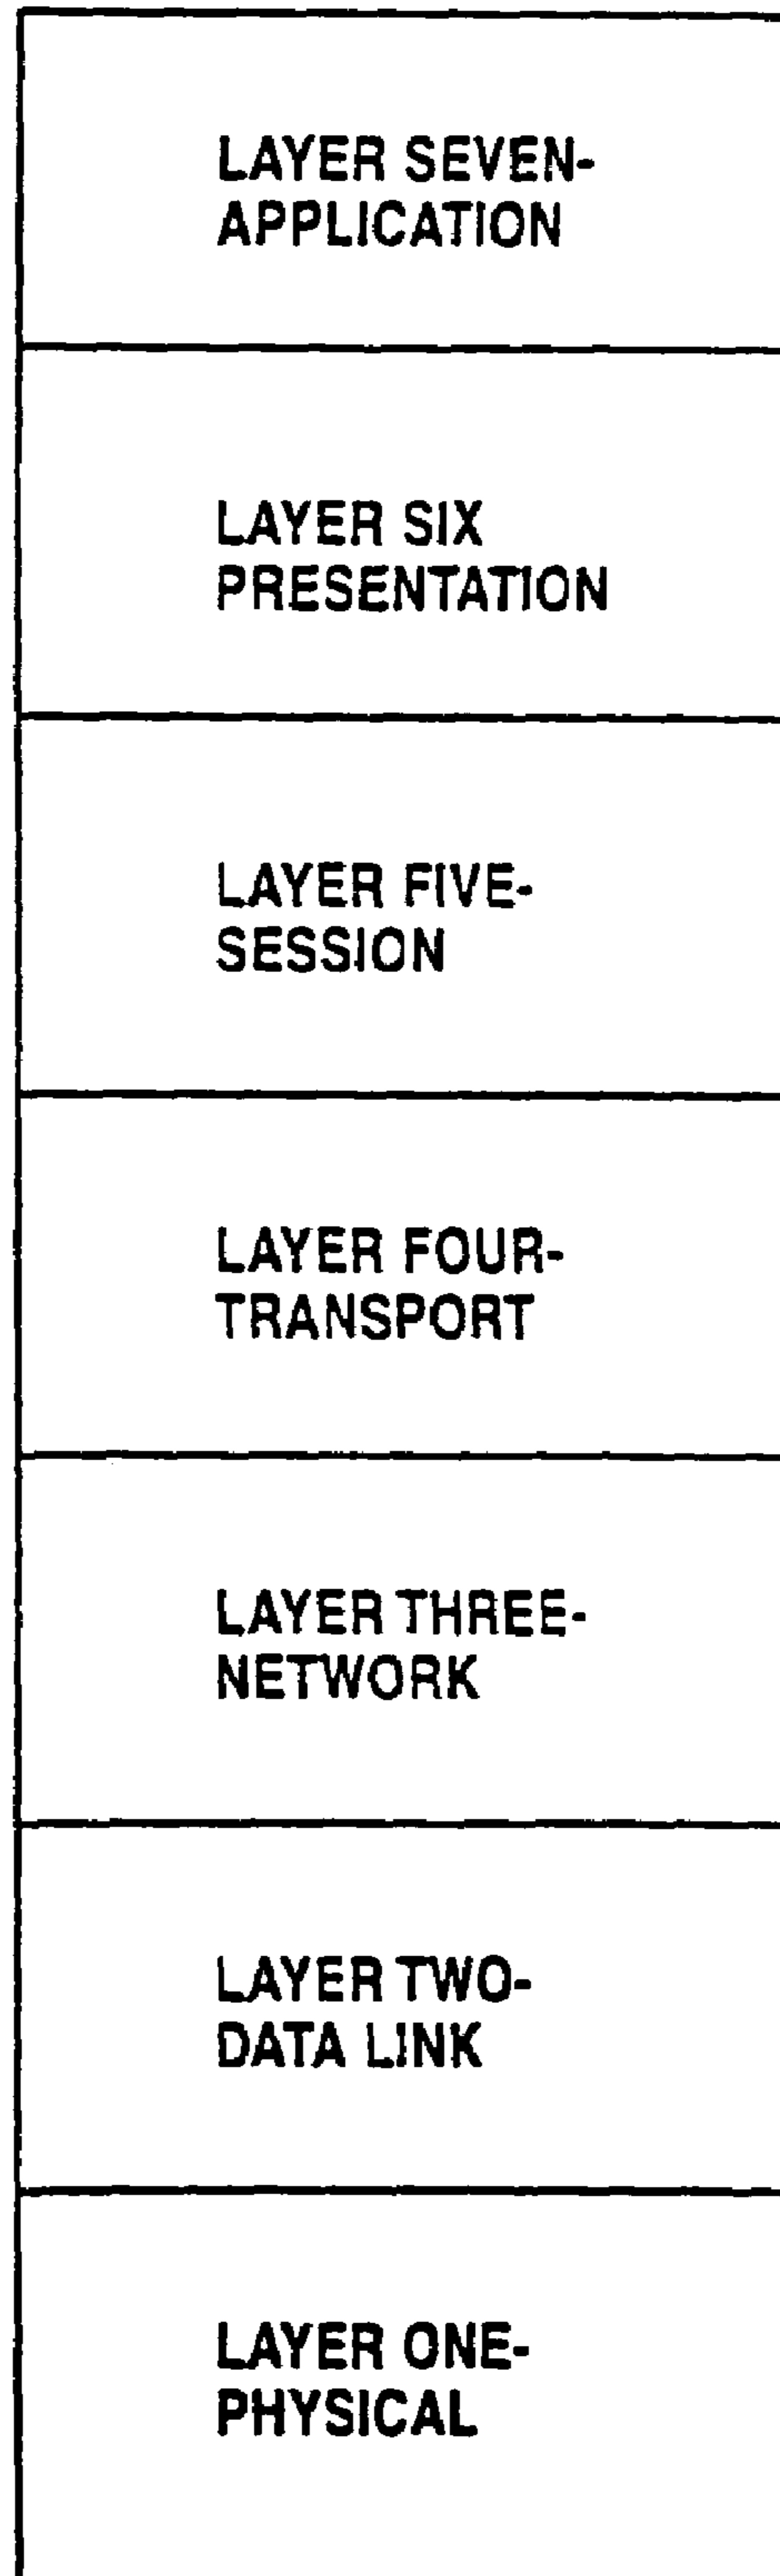 LAYER SEVEN-
APPLICATION
LAYER SIX
PRESENTATION
LAYER FIVE-
SESSION
LAYER FOUR-
TRANSPORT
LAYER THREE-
NETWORK
LAYER TWO-
DATA LINK
LAYER ONE-
PHYSICAL